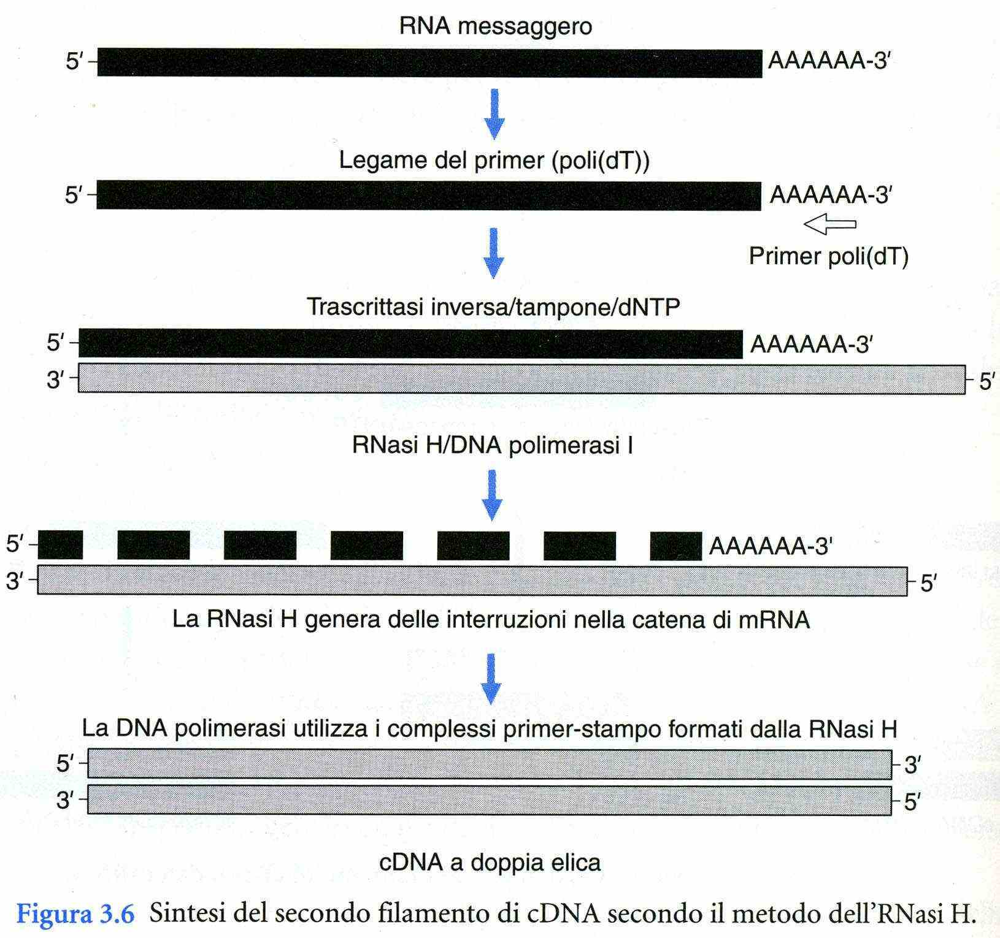 RNA messaggero
5′ AAAAAA-3′
Legame del primer (poli(dT))
5′ AAAAAA-3′
Primer poli(dT)
Trascrittasi inversa/tampone/dNTP
5′ AAAAAA-3′
3′ 5′
RNasi H/DNA polimerasi I
5′ AAAAAA-3′
3′ 5′
La RNasi H genera delle interruzioni nella catena di mRNA
La DNA polimerasi utilizza i complessi primer-stampo formati dalla RNasi H
5′ 3′
3′ 5′
cDNA a doppia elica
Figura 3.6 Sintesi del secondo filamento di cDNA secondo il metodo dell’RNasi H.